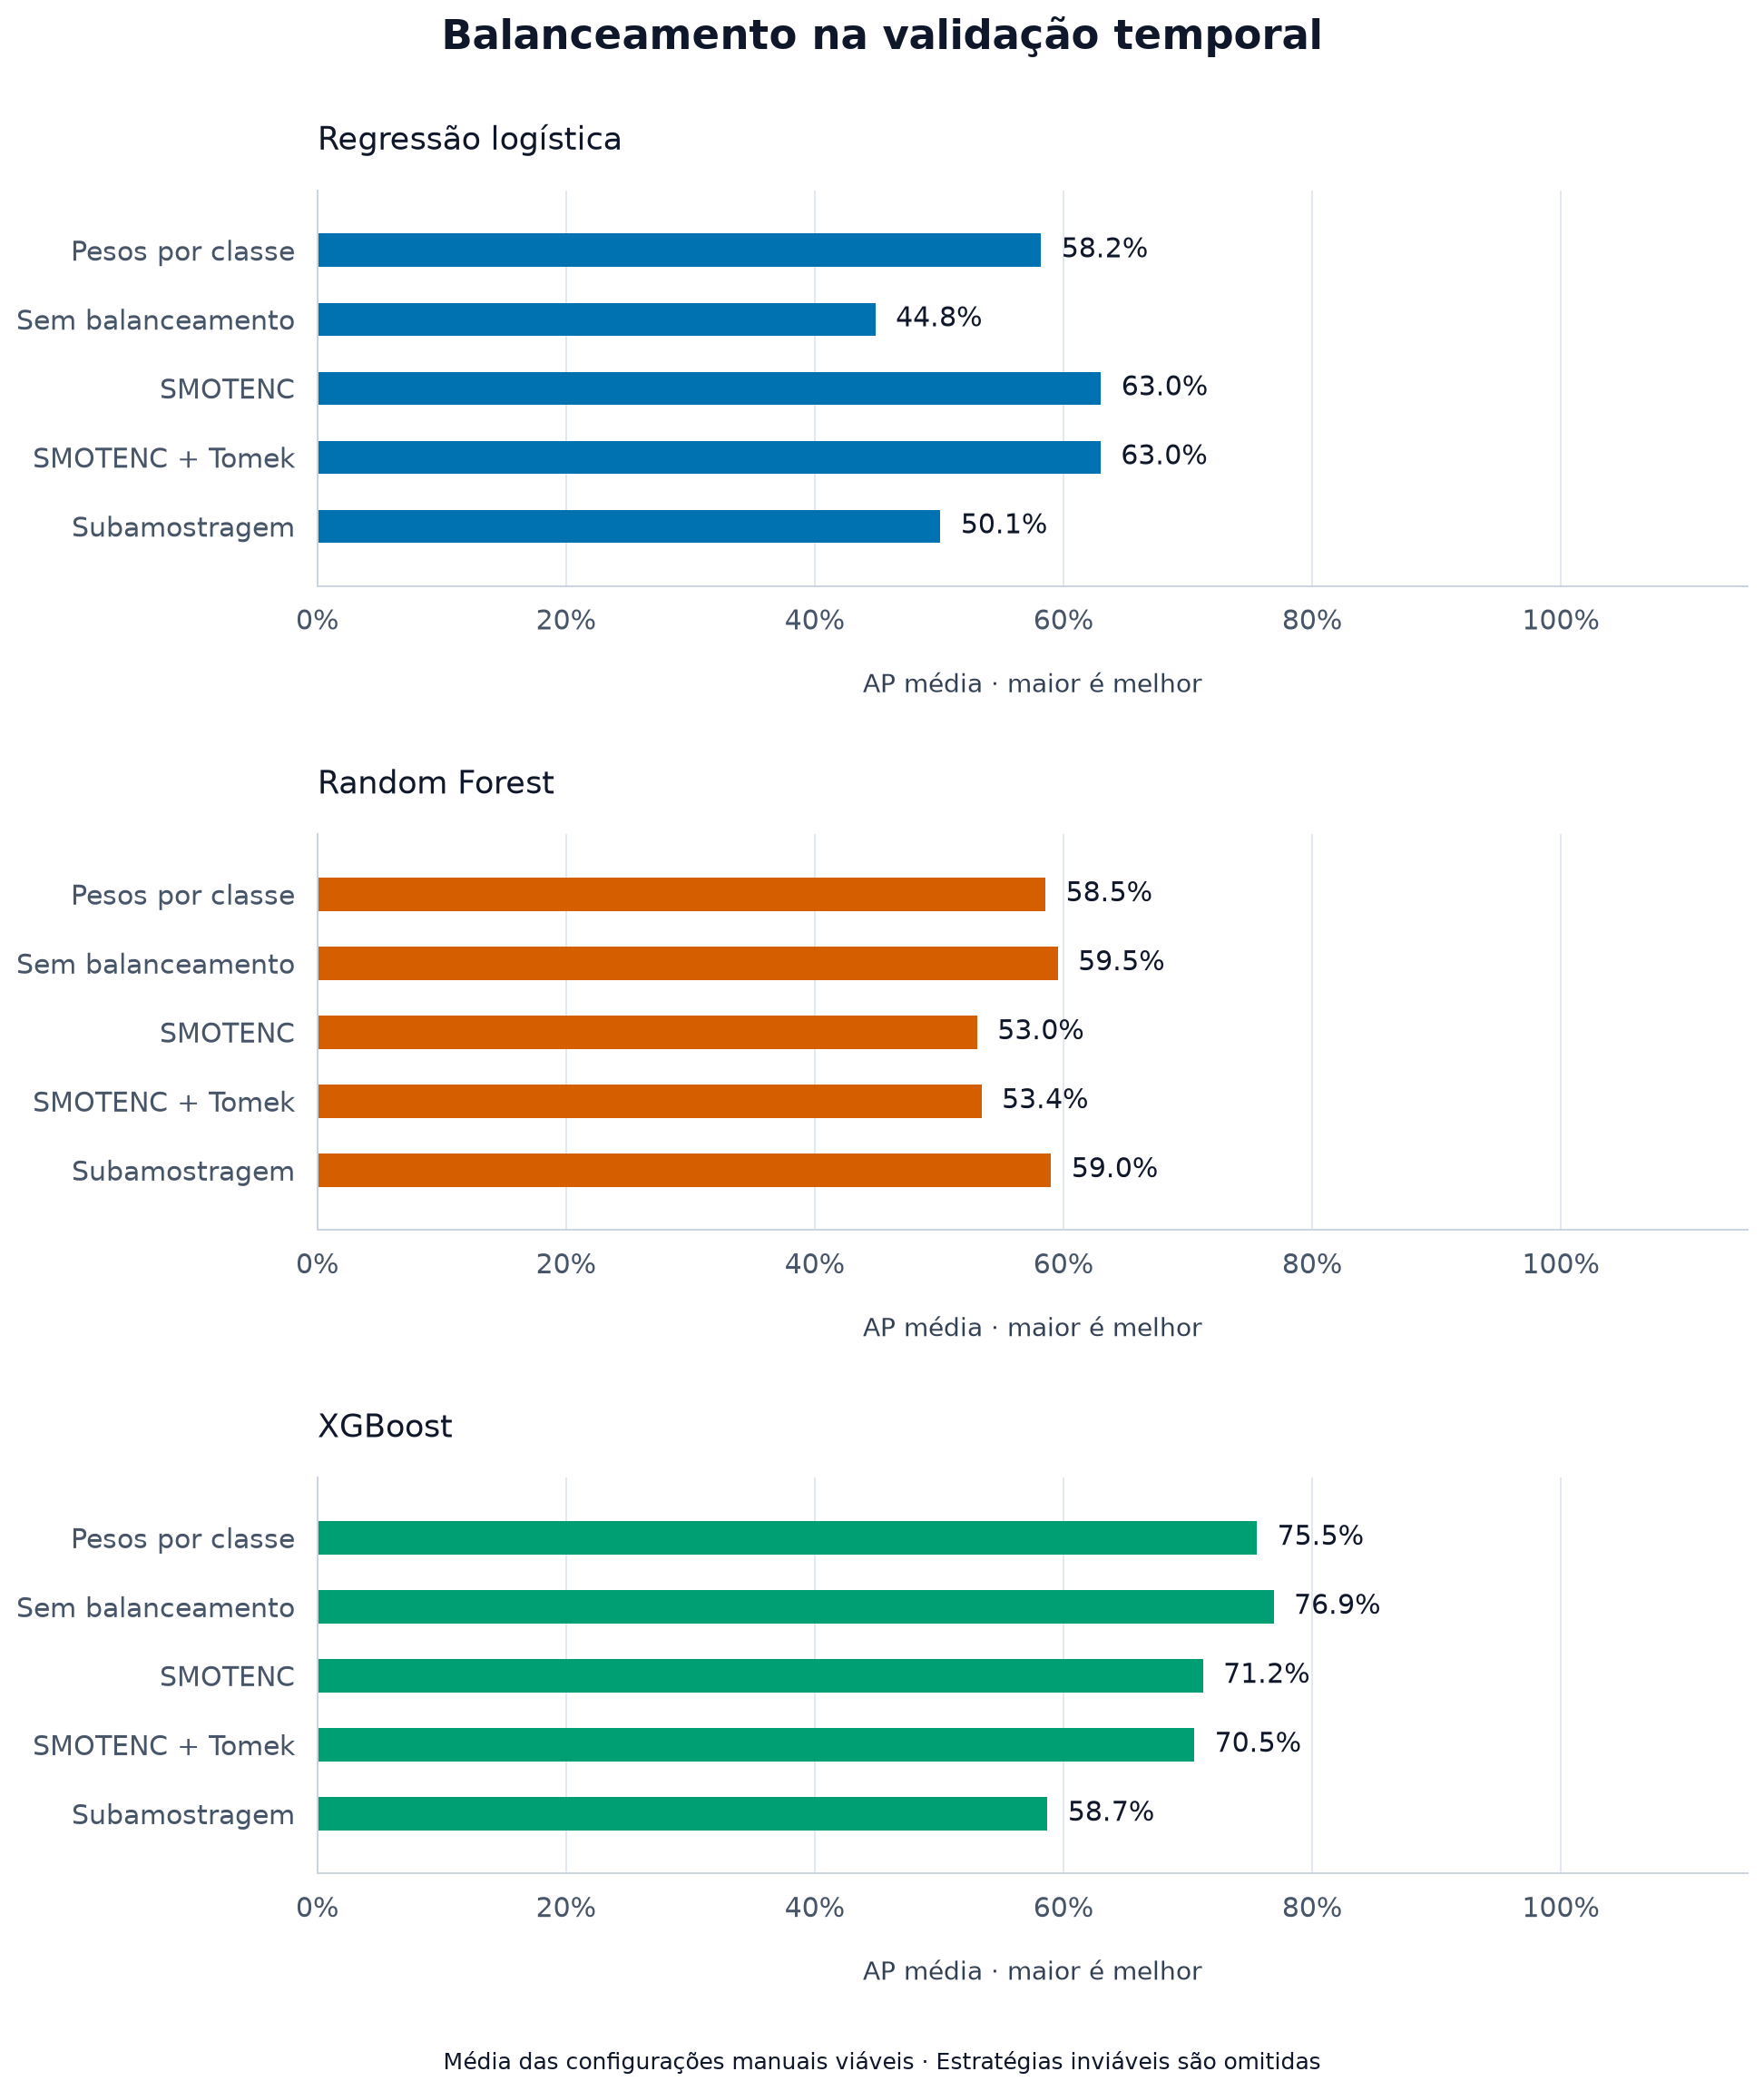 Balanceamento na validação temporal
Regressão logística
Pesos por classe 58.2%
Sem balanceamento 44.8%
SMOTENC 63.0%
SMOTENC + Tomek 63.0%
Subamostragem 50.1%
0% 20% 40% 60% 80% 100%
AP média · maior é melhor
Random Forest
Pesos por classe 58.5%
Sem balanceamento 59.5%
SMOTENC 53.0%
SMOTENC + Tomek 53.4%
Subamostragem 59.0%
0% 20% 40% 60% 80% 100%
AP média · maior é melhor
XGBoost
Pesos por classe 75.5%
Sem balanceamento 76.9%
SMOTENC 71.2%
SMOTENC + Tomek 70.5%
Subamostragem 58.7%
0% 20% 40% 60% 80% 100%
AP média · maior é melhor
Média das configurações manuais viáveis · Estratégias inviáveis são omitidas